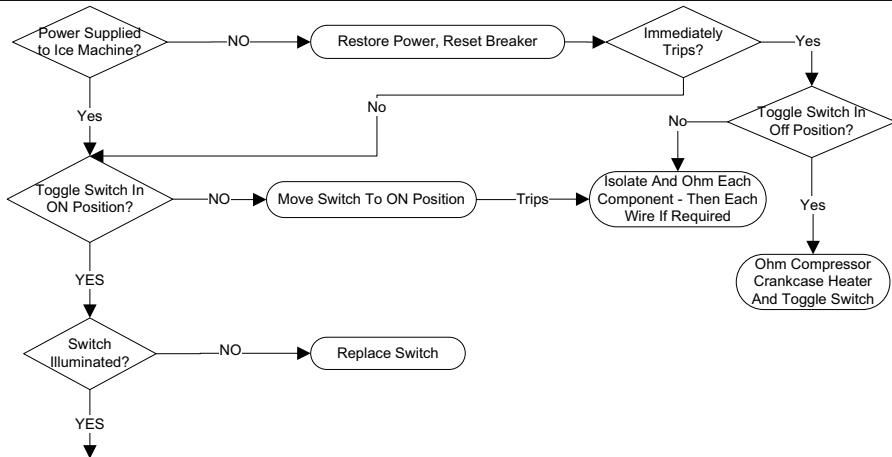 Power Supplied
to Ice Machine?
NO
Restore Power, Reset Breaker
Immediately
Trips?
Yes
Yes
No
Toggle Switch In
Off Position?
No
Toggle Switch In
ON Position?
NO
Move Switch To ON Position
Trips
Isolate And Ohm Each
Component - Then Each
Wire If Required
Yes
Ohm Compressor
Crankcase Heater
And Toggle Switch
YES
Switch
Illuminated?
NO
Replace Switch
YES